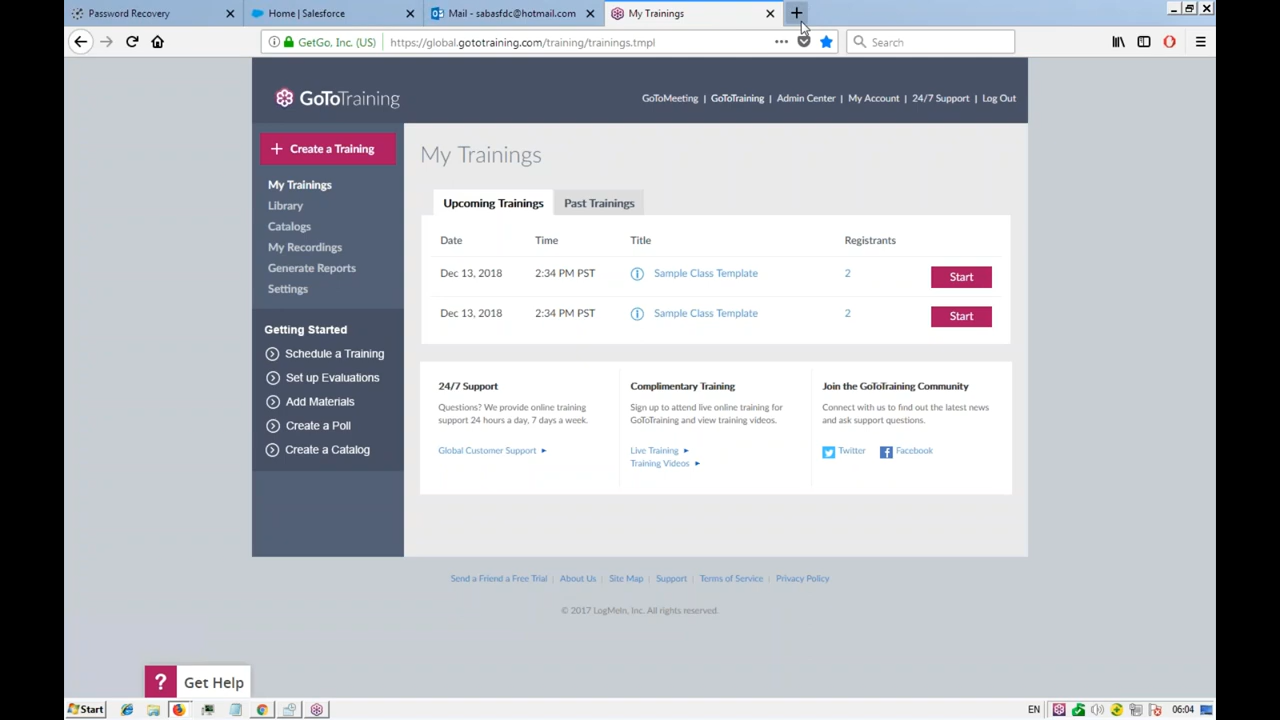 Password Recovery
Home | Salesforce
Mail - sabasfdc@hotmail.com
My Trainings
GetGo, Inc. (US)
https://global.gototraining.com/training/trainings.tmpl
Search
GoToTraining
GoToMeeting | GoToTraining | Admin Center | My Account | 24/7 Support | Log Out
+ Create a Training
My Trainings
Library
Catalogs
My Recordings
Generate Reports
Settings
Getting Started
Schedule a Training
Set up Evaluations
Add Materials
Create a Poll
Create a Catalog
My Trainings
Upcoming Trainings
Past Trainings
Date Time Title Registrants
Dec 13, 2018 2:34 PM PST Sample Class Template 2 Start
Dec 13, 2018 2:34 PM PST Sample Class Template 2 Start
24/7 Support
Questions? We provide online training
support 24 hours a day, 7 days a week.
Global Customer Support
Complimentary Training
Sign up to attend live online training for
GoToTraining and view training videos.
Live Training
Training Videos
Join the GoToTraining Community
Connect with us to find out the latest news
and ask support questions.
Twitter Facebook
Send a Friend a Free Trial | About Us | Site Map | Support | Terms of Service | Privacy Policy
© 2017 LogMeIn, Inc. All rights reserved.
? Get Help
Start
EN
06:04